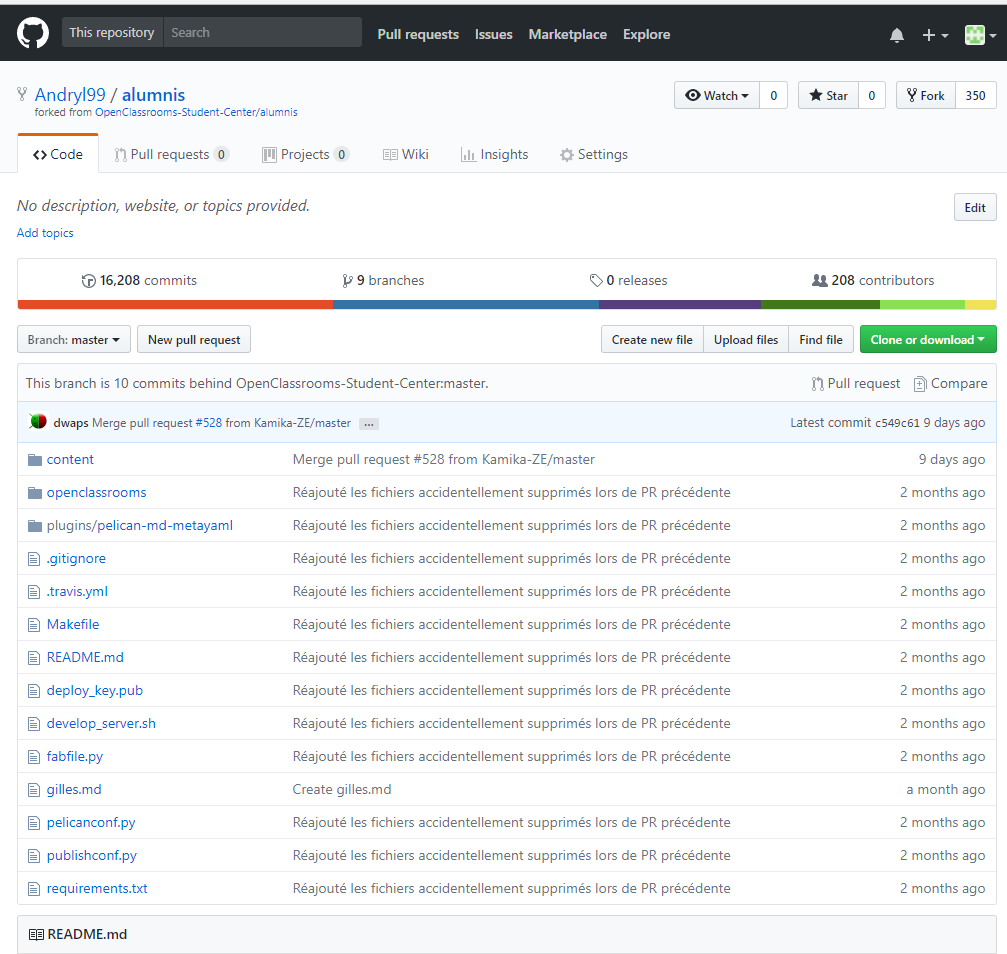 This repository Search Pull requests Issues Marketplace Explore
Andryl99 / alumnis Watch 0 Star 0 Fork 350
forked from OpenClassrooms-Student-Center/alumnis
Code Pull requests 0 Projects 0 Wiki Insights Settings
No description, website, or topics provided. Edit
Add topics
16,208 commits 9 branches 0 releases 208 contributors
Branch: master New pull request Create new file Upload files Find file Clone or download
This branch is 10 commits behind OpenClassrooms-Student-Center:master. Pull request Compare
dwaps Merge pull request #528 from Kamika-ZE/master ... Latest commit c549c61 9 days ago
content Merge pull request #528 from Kamika-ZE/master 9 days ago
openclassrooms Réajouté les fichiers accidentellement supprimés lors de PR précédente 2 months ago
plugins/pelican-md-metayaml Réajouté les fichiers accidentellement supprimés lors de PR précédente 2 months ago
.gitignore Réajouté les fichiers accidentellement supprimés lors de PR précédente 2 months ago
.travis.yml Réajouté les fichiers accidentellement supprimés lors de PR précédente 2 months ago
Makefile Réajouté les fichiers accidentellement supprimés lors de PR précédente 2 months ago
README.md Réajouté les fichiers accidentellement supprimés lors de PR précédente 2 months ago
deploy_key.pub Réajouté les fichiers accidentellement supprimés lors de PR précédente 2 months ago
develop_server.sh Réajouté les fichiers accidentellement supprimés lors de PR précédente 2 months ago
fabfile.py Réajouté les fichiers accidentellement supprimés lors de PR précédente 2 months ago
gilles.md Create gilles.md a month ago
pelicanconf.py Réajouté les fichiers accidentellement supprimés lors de PR précédente 2 months ago
publishconf.py Réajouté les fichiers accidentellement supprimés lors de PR précédente 2 months ago
requirements.txt Réajouté les fichiers accidentellement supprimés lors de PR précédente 2 months ago
README.md